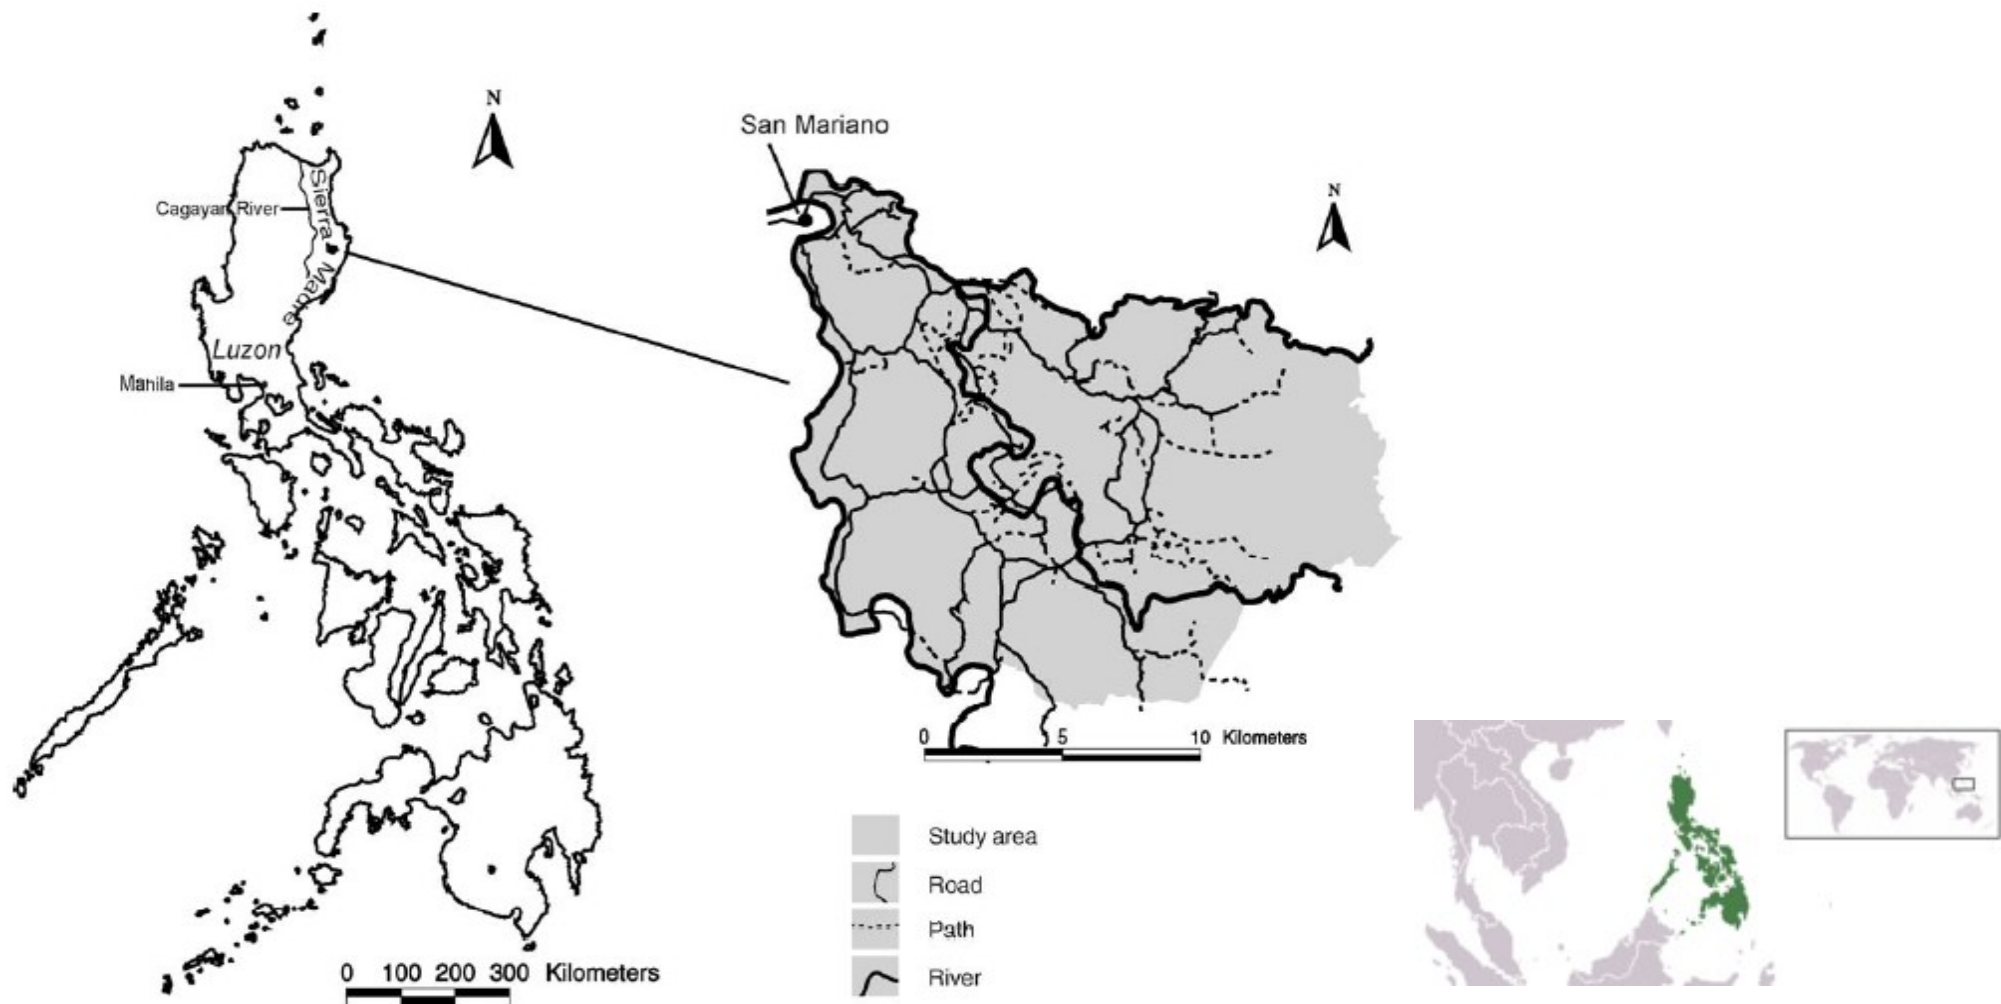 N
Sierra Madre
Cagayan River
Luzon
Manila
0 100 200 300 Kilometers
San Mariano
N
0 5 10 Kilometers
Study area
Road
Path
River